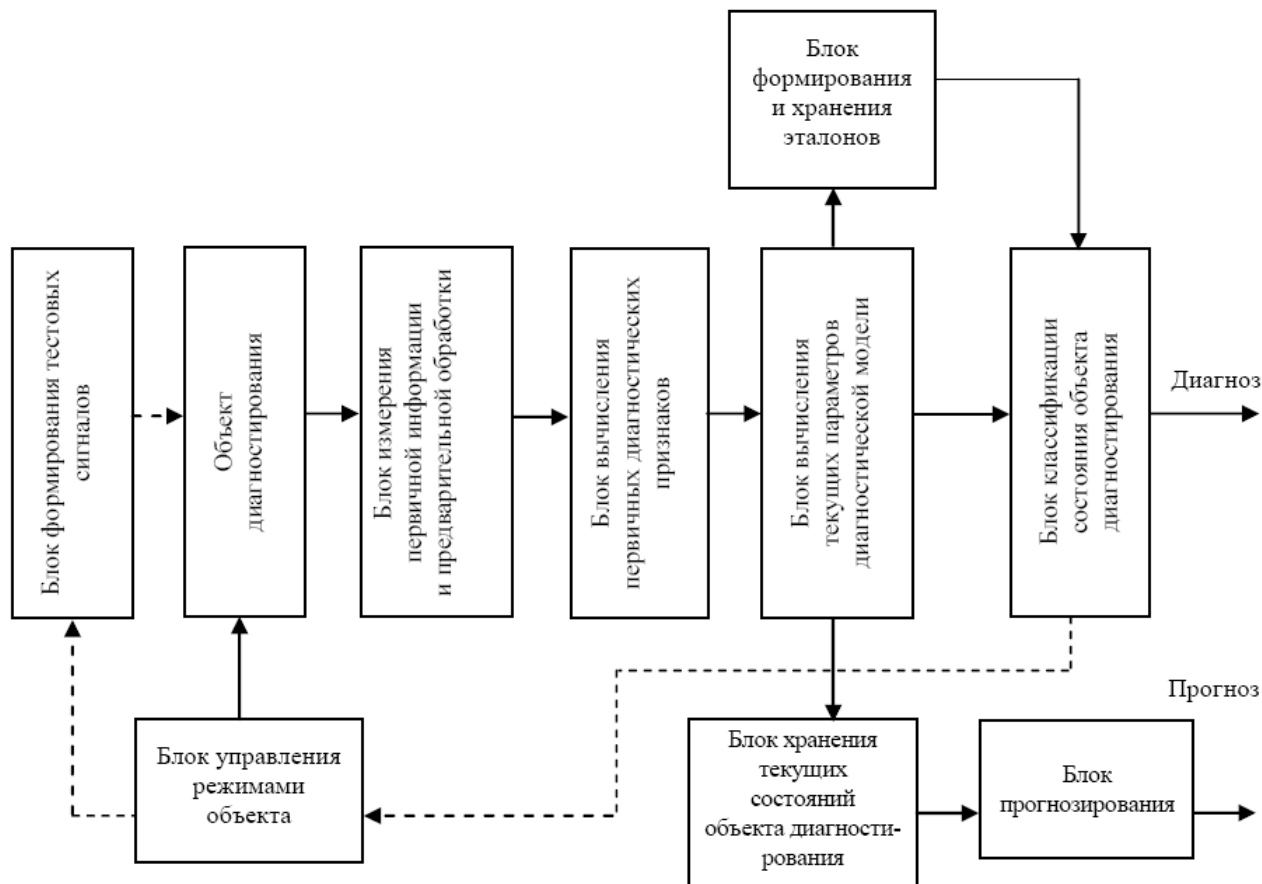 Блок
формирования
и хранения
эталонов
Блок формирования тестовых
сигналов
Объект
диагностирования
Блок измерения
первичной информации
и предварительной обработки
Блок вычисления
первичных диагностических
признаков
Блок вычисления
текущих параметров
диагностической модели
Блок классификации
состояния объекта
диагностирования
Диагноз
Прогноз
Блок управления
режимами
объекта
Блок хранения
текущих
состояний
объекта диагности-
рования
Блок
прогнозирования